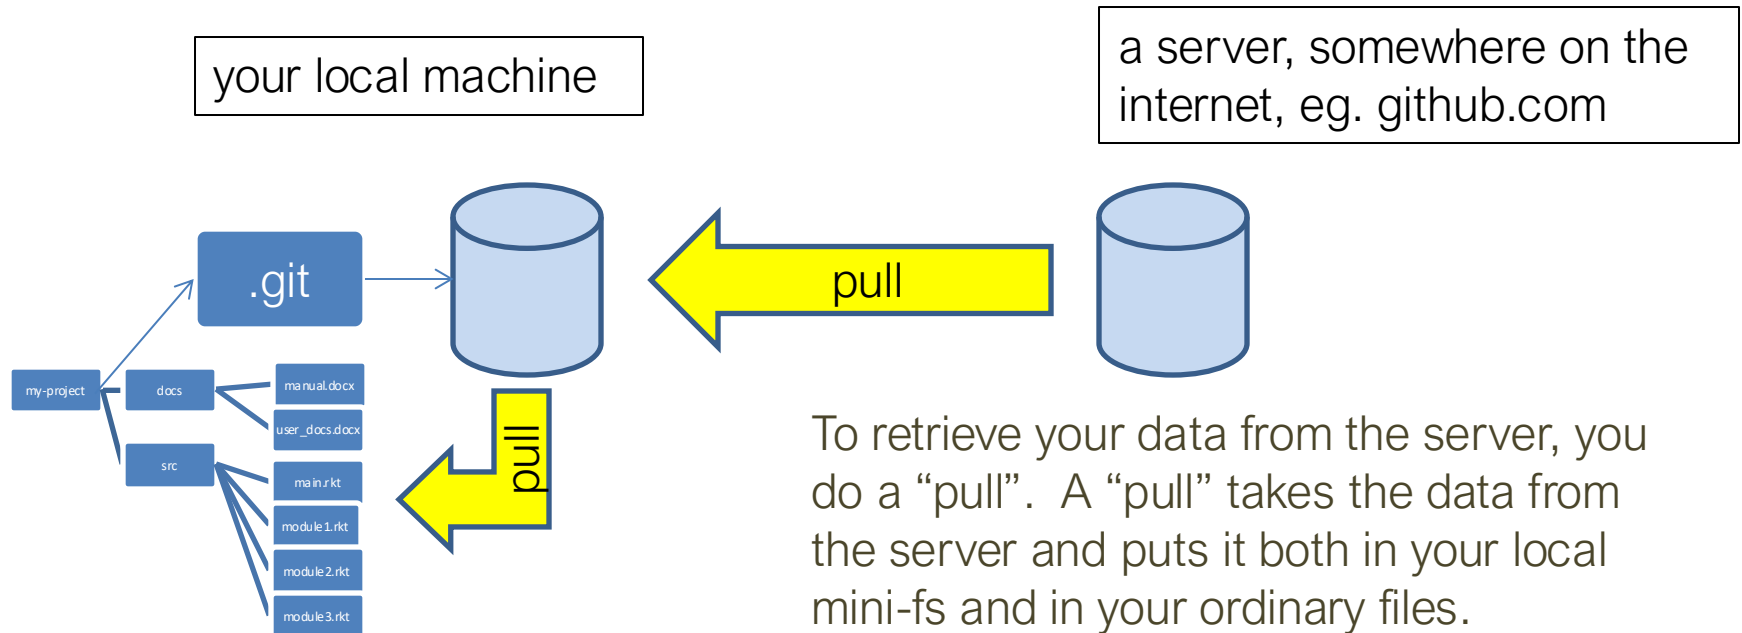 your local machine
a server, somewhere on the
internet, eg. github.com
.git
pull
my-project
docs
manual.docx
user_docs.docx
src
main.rkt
module1.rkt
module2.rkt
module3.rkt
pull
To retrieve your data from the server, you
do a “pull”. A “pull” takes the data from
the server and puts it both in your local
mini-fs and in your ordinary files.